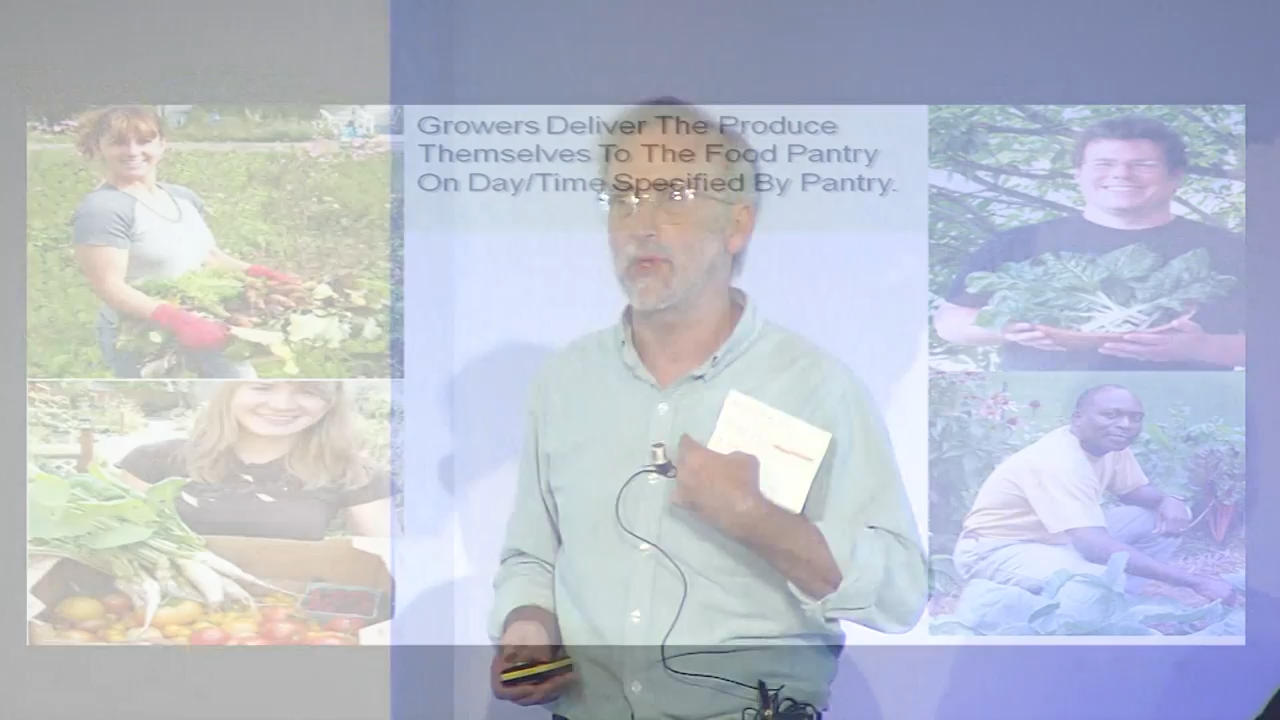 Growers Deliver The Produce
Themselves To The Food Pantry
On Day/Time Specified By Pantry.